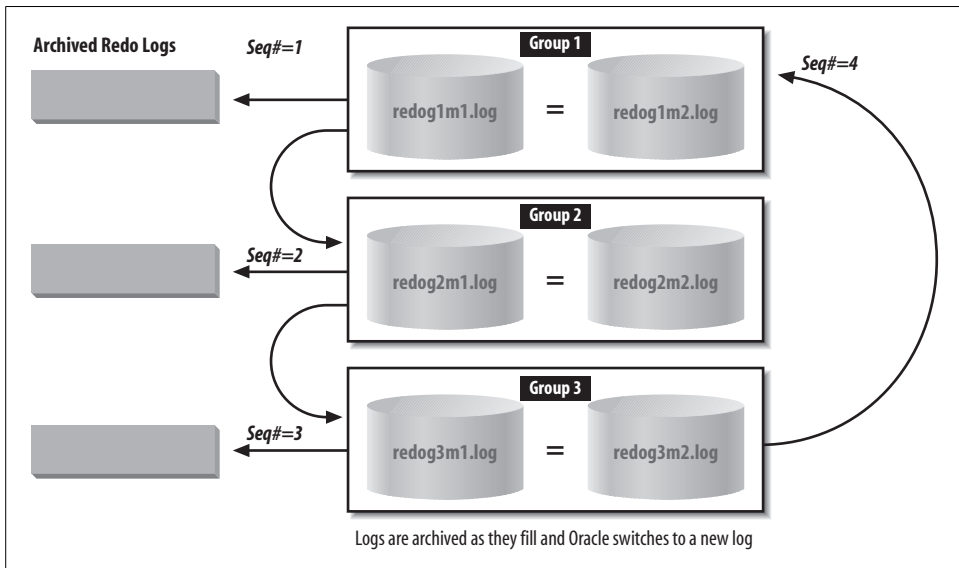 Archived Redo Logs
Seq#=1
Group 1
redog1m1.log = redog1m2.log
Seq#=4
Group 2
Seq#=2
redog2m1.log = redog2m2.log
Group 3
Seq#=3
redog3m1.log = redog3m2.log
Logs are archived as they fill and Oracle switches to a new log